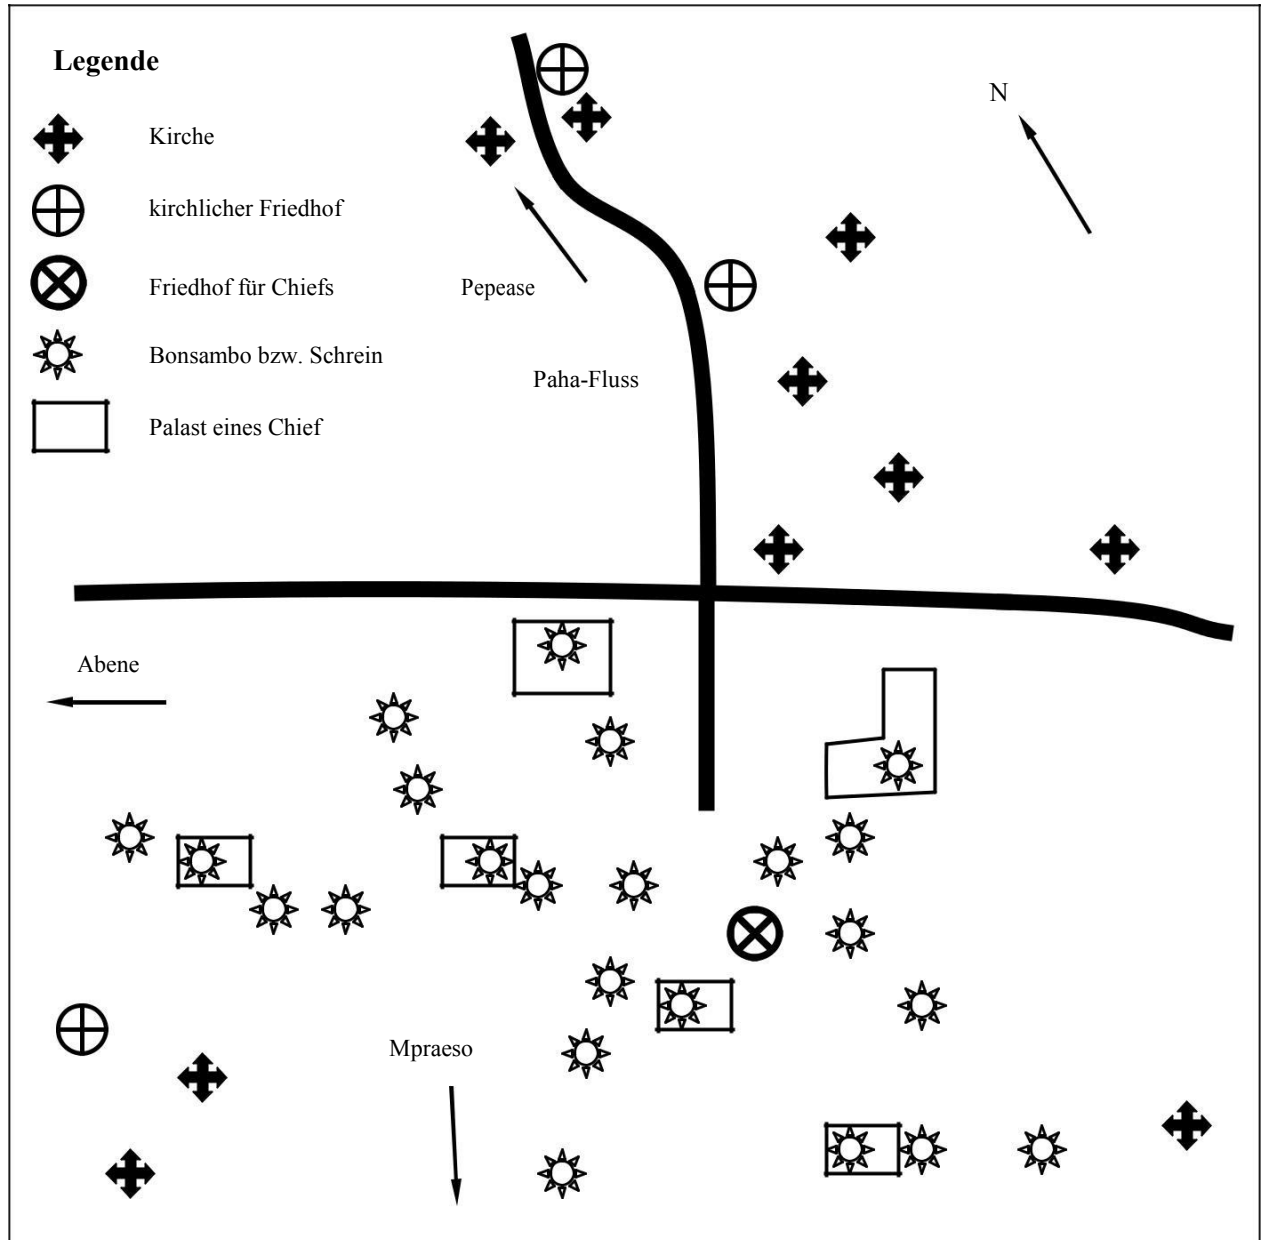 Legende
Kirche
kirchlicher Friedhof
Friedhof für Chiefs
Bonsambo bzw. Schrein
Palast eines Chief
N
Pepease
Paha-Fluss
Abene
Mpraeso